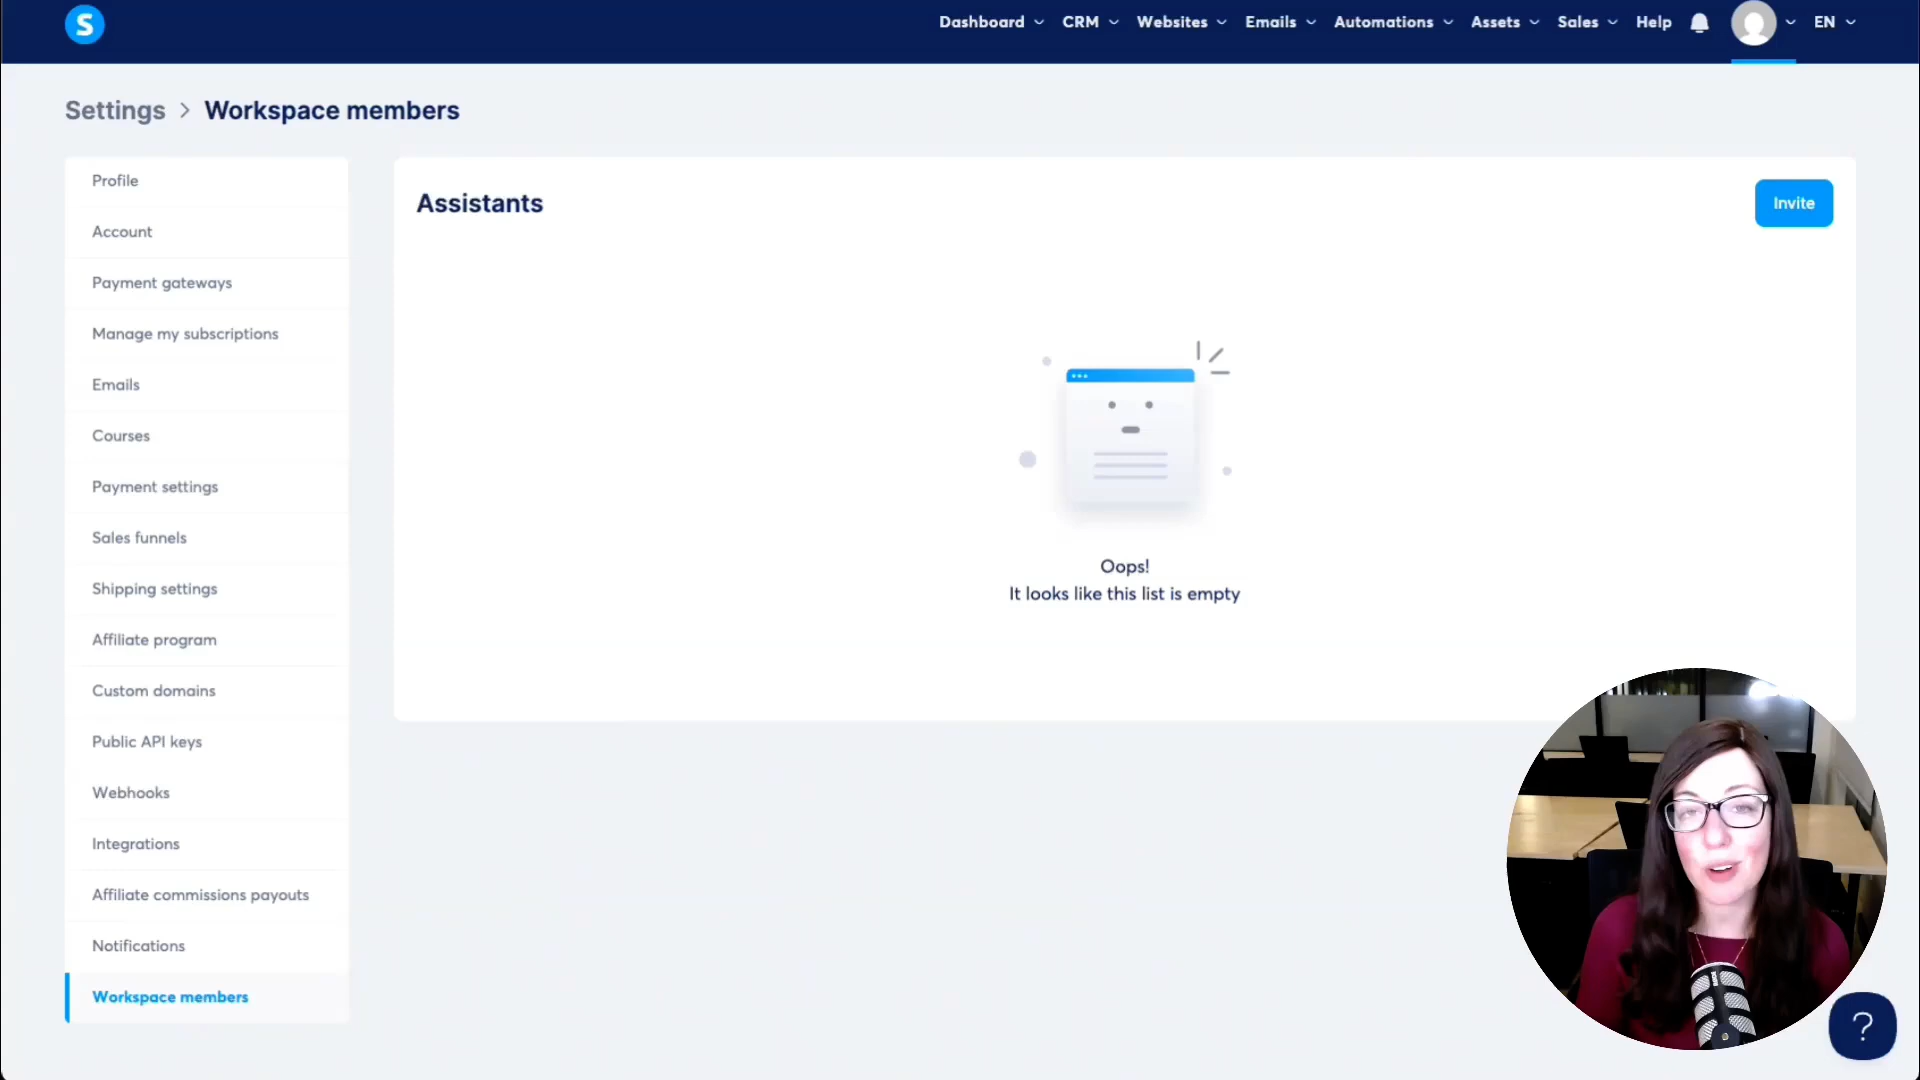 S
Dashboard
CRM
Websites
Emails
Automations
Assets
Sales
Help
EN
Settings > Workspace members
Profile
Account
Payment gateways
Manage my subscriptions
Emails
Courses
Payment settings
Sales funnels
Shipping settings
Affiliate program
Custom domains
Public API keys
Webhooks
Integrations
Affiliate commissions payouts
Notifications
Workspace members
Assistants
Invite
Oops!
It looks like this list is empty
?